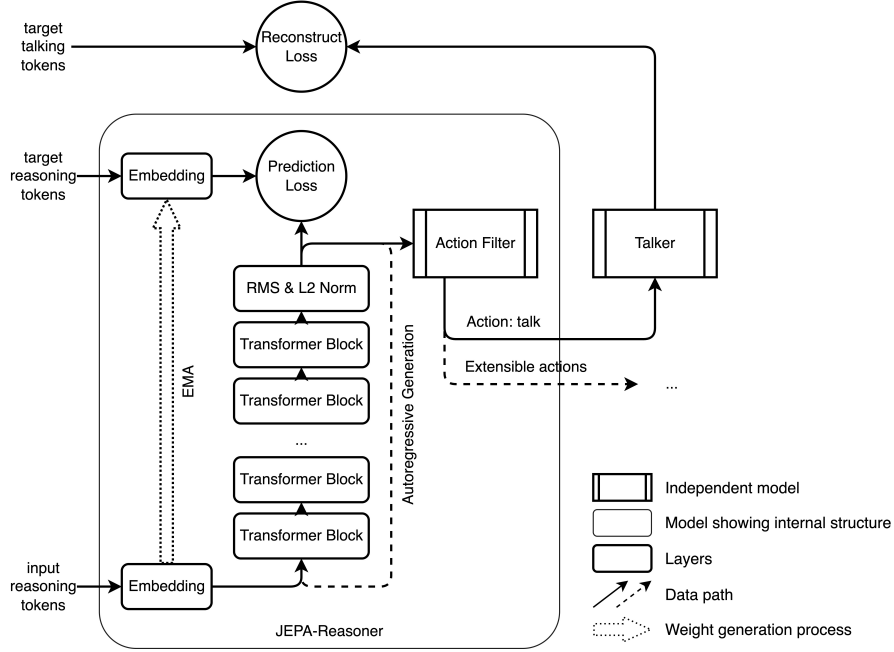 target
talking
tokens
Reconstruct
Loss
target
reasoning
tokens
Embedding
Prediction
Loss
Action Filter
Talker
RMS & L2 Norm
Action: talk
Transformer Block
Extensible actions
...
EMA
Transformer Block
Autoregressive Generation
...
Transformer Block
Transformer Block
input
reasoning
tokens
Embedding
JEPA-Reasoner
Independent model
Model showing internal structure
Layers
Data path
Weight generation process